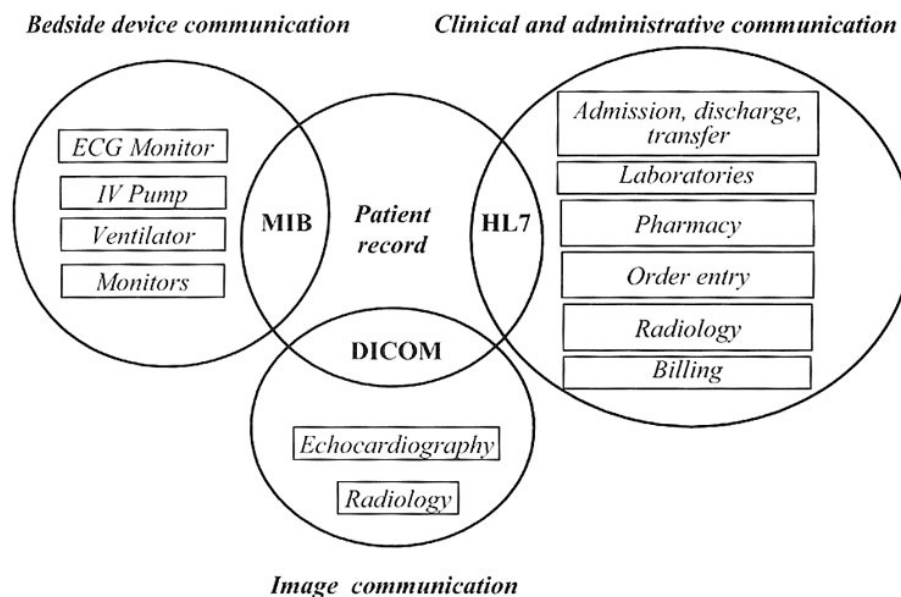 Bedside device communication
Clinical and administrative communication
ECG Monitor
IV Pump
Ventilator
Monitors
MIB
Patient
record
HL7
Admission, discharge,
transfer
Laboratories
Pharmacy
Order entry
Radiology
Billing
DICOM
Echocardiography
Radiology
Image communication